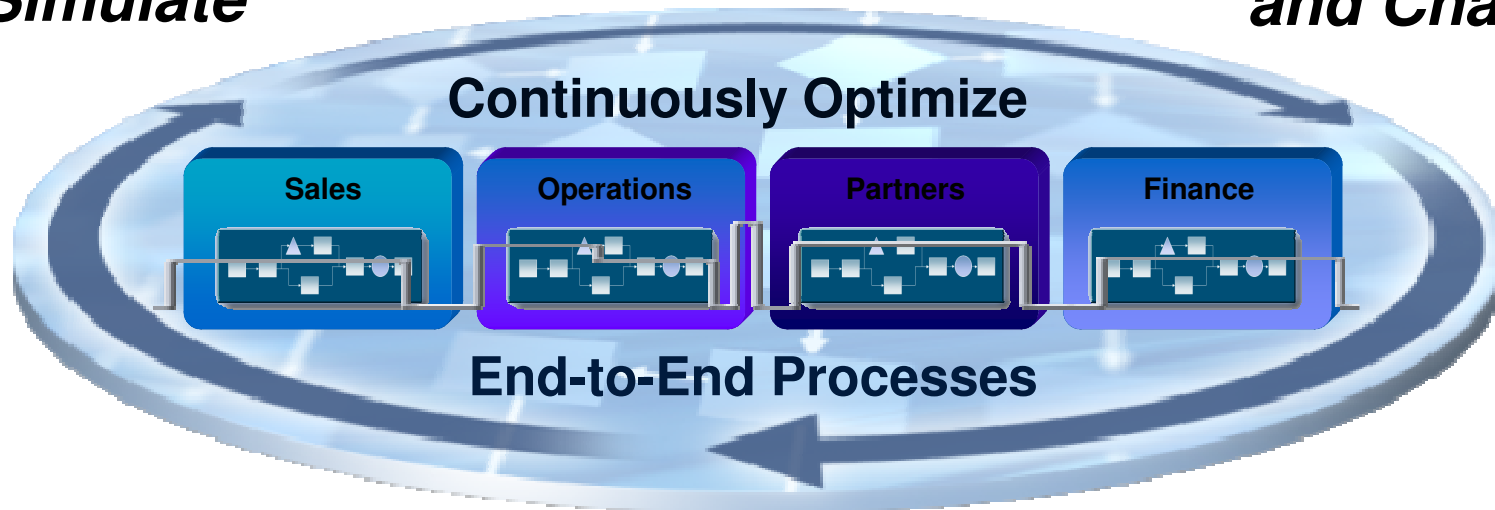 Simulate
and Cha
Continuously Optimize
Sales
Operations
Partners
Finance
End-to-End Processes